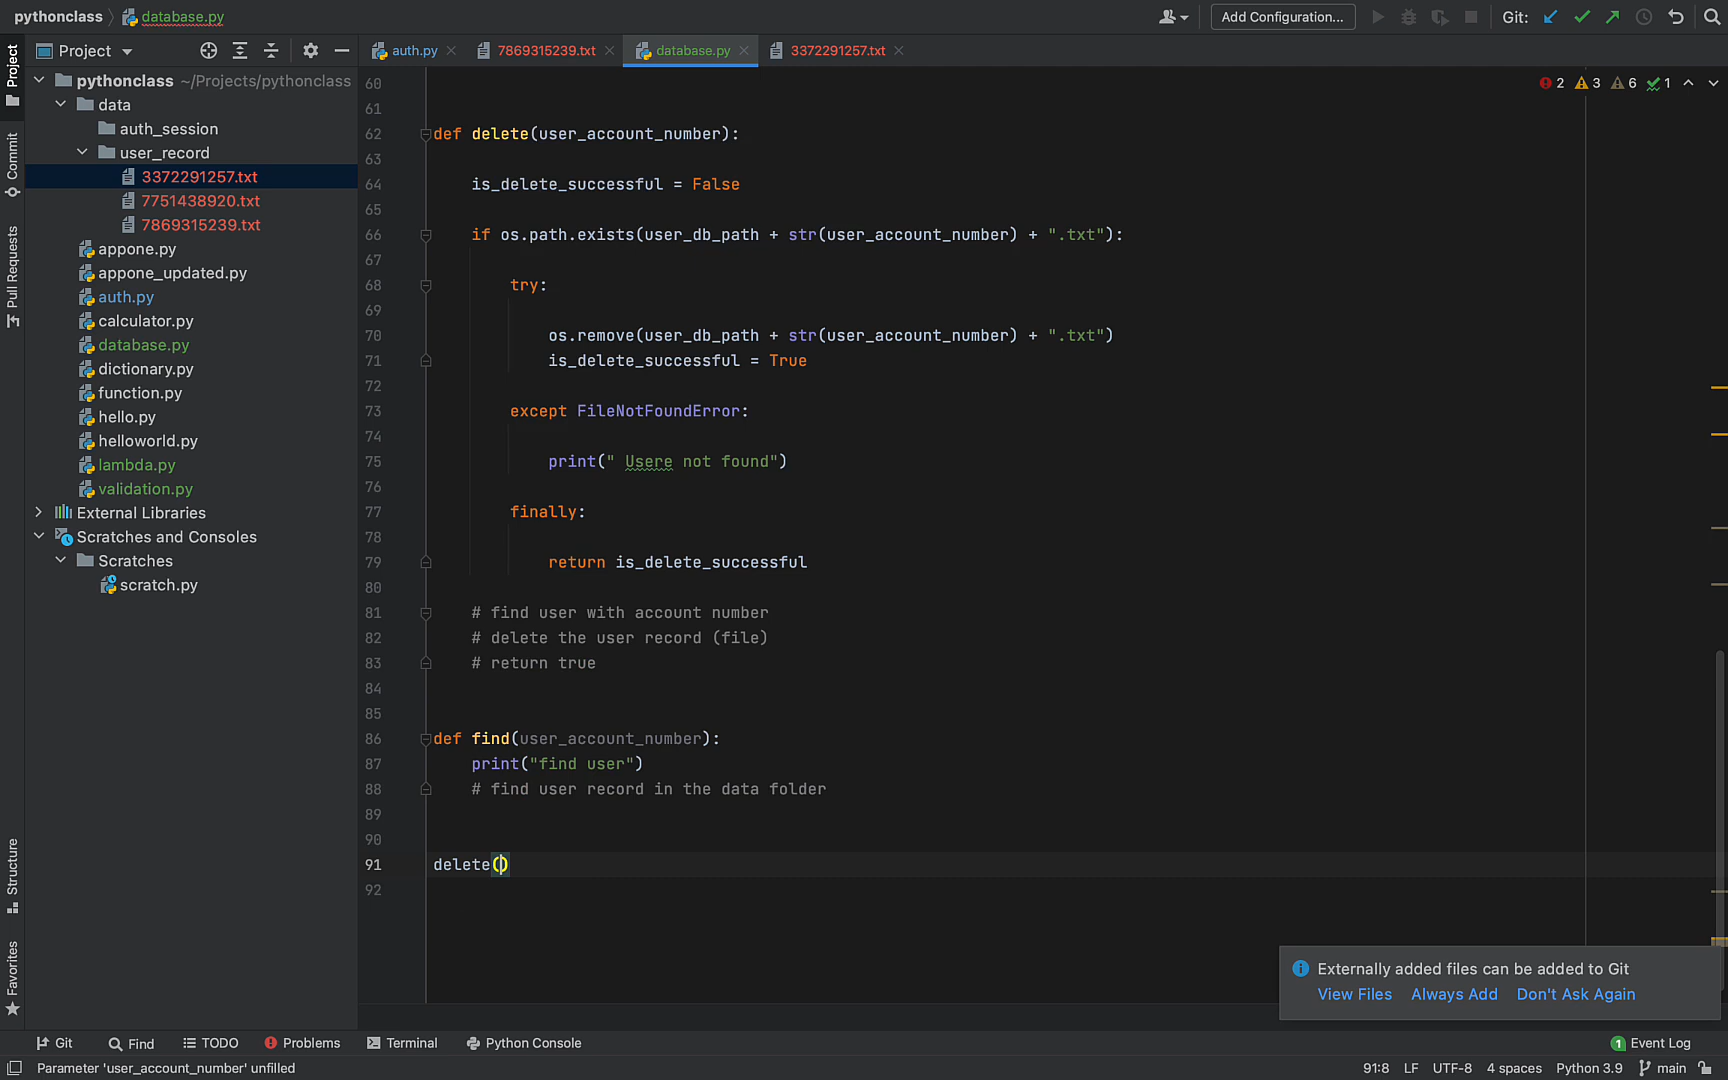 pythonclass database.py Add Configuration... Git:
Project
auth.py 7869315239.txt database.py 3372291257.txt
Project
Commit
Pull Requests
Structure
Favorites
pythonclass ~/Projects/pythonclass
data
auth_session
user_record
3372291257.txt
7751438920.txt
7869315239.txt
appone.py
appone_updated.py
auth.py
calculator.py
database.py
dictionary.py
function.py
hello.py
helloworld.py
lambda.py
validation.py
External Libraries
Scratches and Consoles
Scratches
scratch.py
2 3 6 1
60
61
62 def delete(user_account_number):
63
64 is_delete_successful = False
65
66 if os.path.exists(user_db_path + str(user_account_number) + ".txt"):
67
68 try:
69
70 os.remove(user_db_path + str(user_account_number) + ".txt")
71 is_delete_successful = True
72
73 except FileNotFoundError:
74
75 print(" Usere not found")
76
77 finally:
78
79 return is_delete_successful
80
81 # find user with account number
82 # delete the user record (file)
83 # return true
84
85
86 def find(user_account_number):
87 print("find user")
88 # find user record in the data folder
89
90
91 delete()
92
Externally added files can be added to Git
View Files Always Add Don't Ask Again
Git Find TODO Problems Terminal Python Console 1 Event Log
Parameter 'user_account_number' unfilled 91:8 LF UTF-8 4 spaces Python 3.9 main